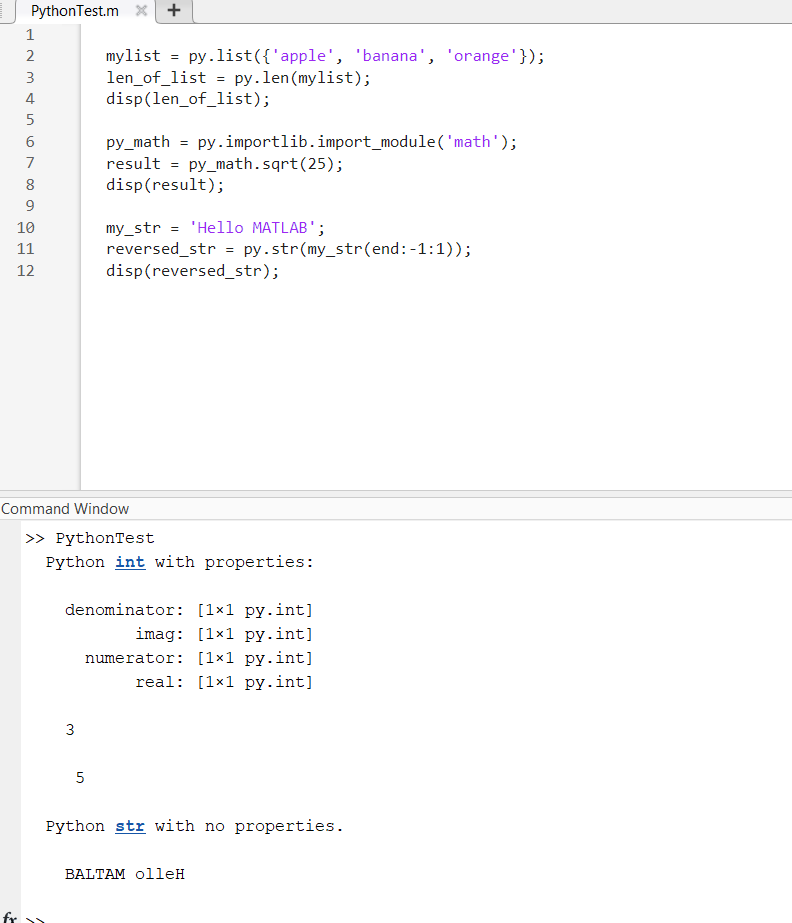 PythonTest.m
1
2 mylist = py.list({'apple', 'banana', 'orange'});
3 len_of_list = py.len(mylist);
4 disp(len_of_list);
5
6 py_math = py.importlib.import_module('math');
7 result = py_math.sqrt(25);
8 disp(result);
9
10 my_str = 'Hello MATLAB';
11 reversed_str = py.str(my_str(end:-1:1));
12 disp(reversed_str);
Command Window
>> PythonTest
Python int with properties:
denominator: [1×1 py.int]
imag: [1×1 py.int]
numerator: [1×1 py.int]
real: [1×1 py.int]
3
5
Python str with no properties.
BALTAM olleH
fx >>